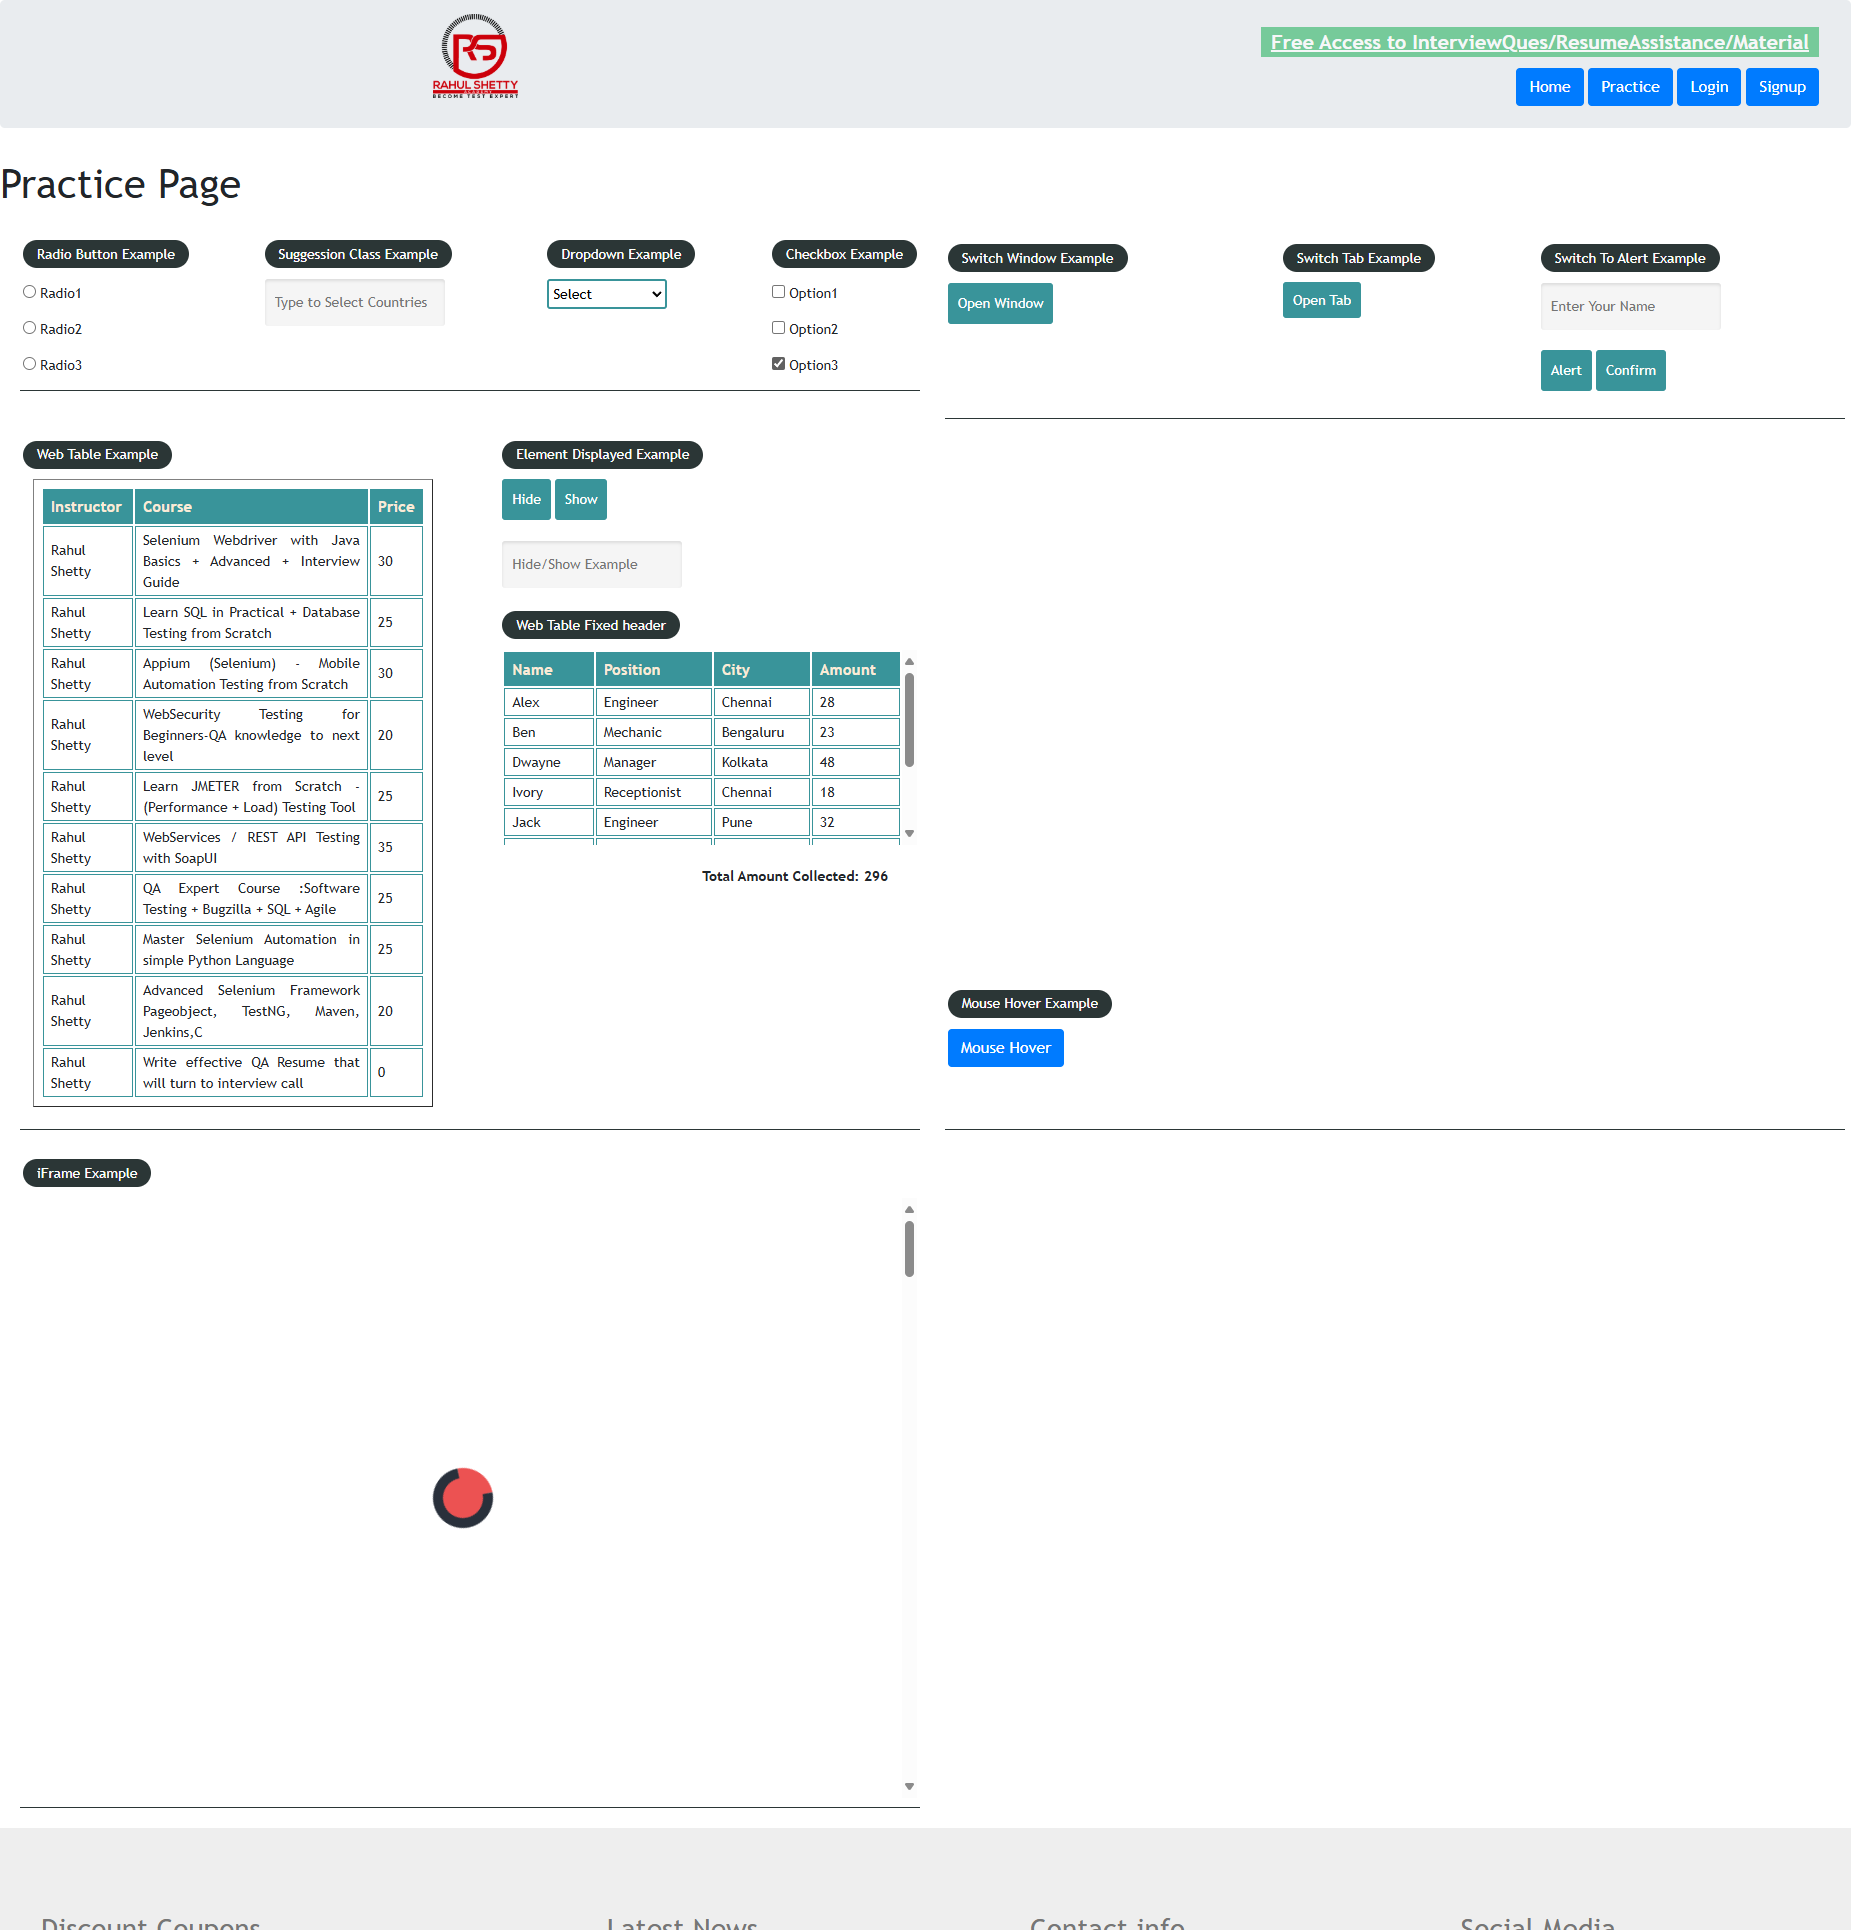 RS
RAHUL SHETTY
ACADEMY
BECOME TEST EXPERT
Free Access to InterviewQues/ResumeAssistance/Material
Home Practice Login Signup
Practice Page
Radio Button Example
Radio1
Radio2
Radio3
Suggession Class Example
Type to Select Countries
Dropdown Example
Select
Checkbox Example
Option1
Option2
Option3
Switch Window Example
Open Window
Switch Tab Example
Open Tab
Switch To Alert Example
Enter Your Name
Alert Confirm
Web Table Example
Instructor Course Price
Rahul Shetty Selenium Webdriver with Java
Basics + Advanced + Interview
Guide 30
Rahul Shetty Learn SQL in Practical + Database
Testing from Scratch 25
Rahul Shetty Appium (Selenium) - Mobile
Automation Testing from Scratch 30
Rahul Shetty WebSecurity Testing for
Beginners-QA knowledge to next
level 20
Rahul Shetty Learn JMETER from Scratch -
(Performance + Load) Testing Tool 25
Rahul Shetty WebServices / REST API Testing
with SoapUI 35
Rahul Shetty QA Expert Course :Software
Testing + Bugzilla + SQL + Agile 25
Rahul Shetty Master Selenium Automation in
simple Python Language 25
Rahul Shetty Advanced Selenium Framework
Pageobject, TestNG, Maven,
Jenkins,C 20
Rahul Shetty Write effective QA Resume that
will turn to interview call 0
Element Displayed Example
Hide Show
Hide/Show Example
Web Table Fixed header
Name Position City Amount
Alex Engineer Chennai 28
Ben Mechanic Bengaluru 23
Dwayne Manager Kolkata 48
Ivory Receptionist Chennai 18
Jack Engineer Pune 32
Total Amount Collected: 296
Mouse Hover Example
Mouse Hover
iFrame Example
Discount Coupons Latest News Contact info Social Media